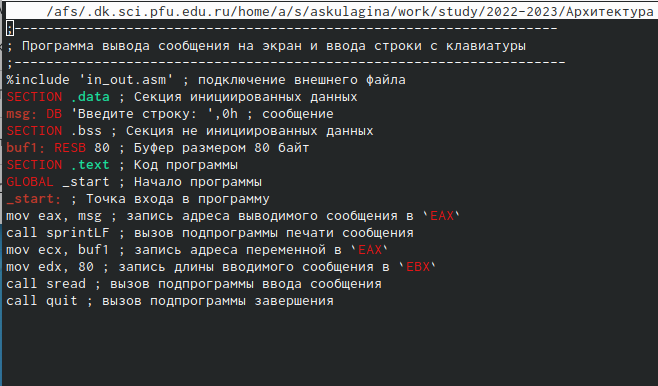 /afs/.dk.sci.pfu.edu.ru/home/a/s/askulagina/work/study/2022-2023/Архитектура
;-------------------------------------------------------------------
; Программа вывода сообщения на экран и ввода строки с клавиатуры
;--------------------------------------------------------------------
%include 'in_out.asm' ; подключение внешнего файла
SECTION .data ; Секция инициированных данных
msg: DB 'Введите строку: ',0h ; сообщение
SECTION .bss ; Секция не инициированных данных
buf1: RESB 80 ; Буфер размером 80 байт
SECTION .text ; Код программы
GLOBAL _start ; Начало программы
_start: ; Точка входа в программу
mov eax, msg ; запись адреса выводимого сообщения в `EAX`
call sprintLF ; вызов подпрограммы печати сообщения
mov ecx, buf1 ; запись адреса переменной в `EAX`
mov edx, 80 ; запись длины вводимого сообщения в `EBX`
call sread ; вызов подпрограммы ввода сообщения
call quit ; вызов подпрограммы завершения